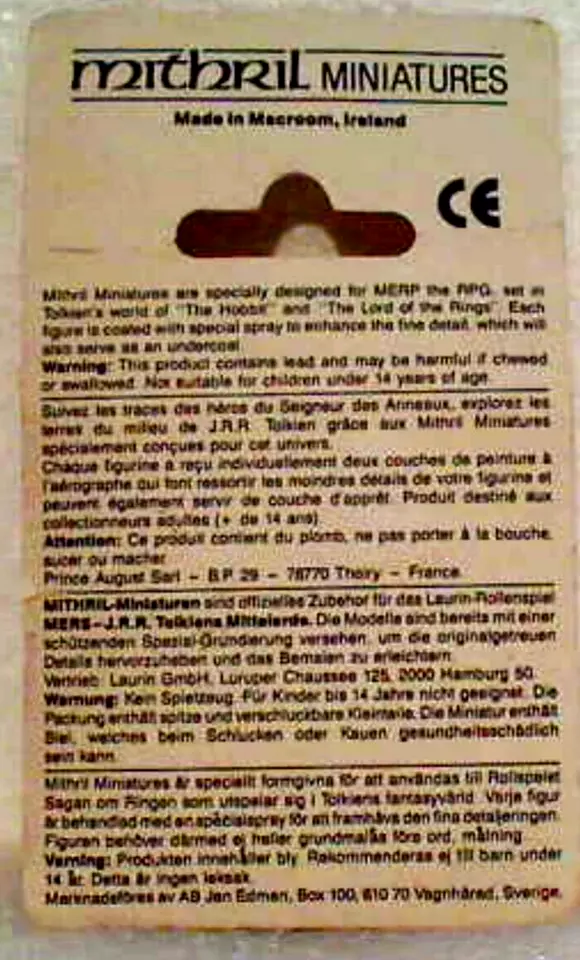 mithril MINIATURES
Made in Macroom, Ireland
CE
Mithril Miniatures are specially designed for MERP the RPG, set in
Tolkien's world of "The Hobbit" and "The Lord of the Rings". Each
figure is coated with special spray to enhance the fine detail, which will
also serve as an undercoat.
Warning: This product contains lead and may be harmful if chewed
or swallowed. Not suitable for children under 14 years of age.
Suivez les traces des héros du Seigneur des Anneaux, explorez les
terres du milieu de J.R.R. Tolkien grâce aux Mithril Miniatures
spécialement conçues pour cet univers.
Chaque figurine a reçu individuellement deux couches de peinture à
l'aérographe qui font ressortir les moindres détails de votre figurine et
peuvent également servir de couche d'apprêt. Produit destiné aux
collectionneurs adultes (+ de 14 ans).
Attention: Ce produit contient du plomb, ne pas porter à la bouche,
sucer ou macher.
Prince August Sarl – B.P. 29 – 78770 Thoiry – France.
MITHRIL-Miniaturen sind offizielles Zubehör für das Laurin-Rollenspiel
MERS–J.R.R. Tolkiens Mittelerde. Die Modelle sind bereits mit einer
schützenden Spezial-Grundierung versehen, um die originalgetreuen
Details hervorzuheben und das Bemalen zu erleichtern.
Vertrieb: Laurin GmbH, Luruper Chaussee 125, 2000 Hamburg 50.
Warnung: Kein Spielzeug. Für Kinder bis 14 Jahre nicht geeignet. Die
Packung enthält spitze und verschluckbare Kleinteile. Die Miniatur enthält
Blei, welches beim Schlucken oder Kauen gesundheitsschädlich
sein kann.
Mithril Miniatures är speciellt formgivna för att användas till Rollspelet
Sagan om Ringen som utspelar sig i Tolkiens fantasyvärld. Varje figur
är behandlad med en specialspray för att framhäva den fina detaljeringen.
Figuren behöver därmed ej heller grundmålas före ord. målning.
Varning: Produkten innehåller bly. Rekommenderas ej till barn under
14 år. Detta är ingen leksak.
Marknadsföres av AB Jan Edman, Box 100, 610 70 Vagnhärad, Sverige.